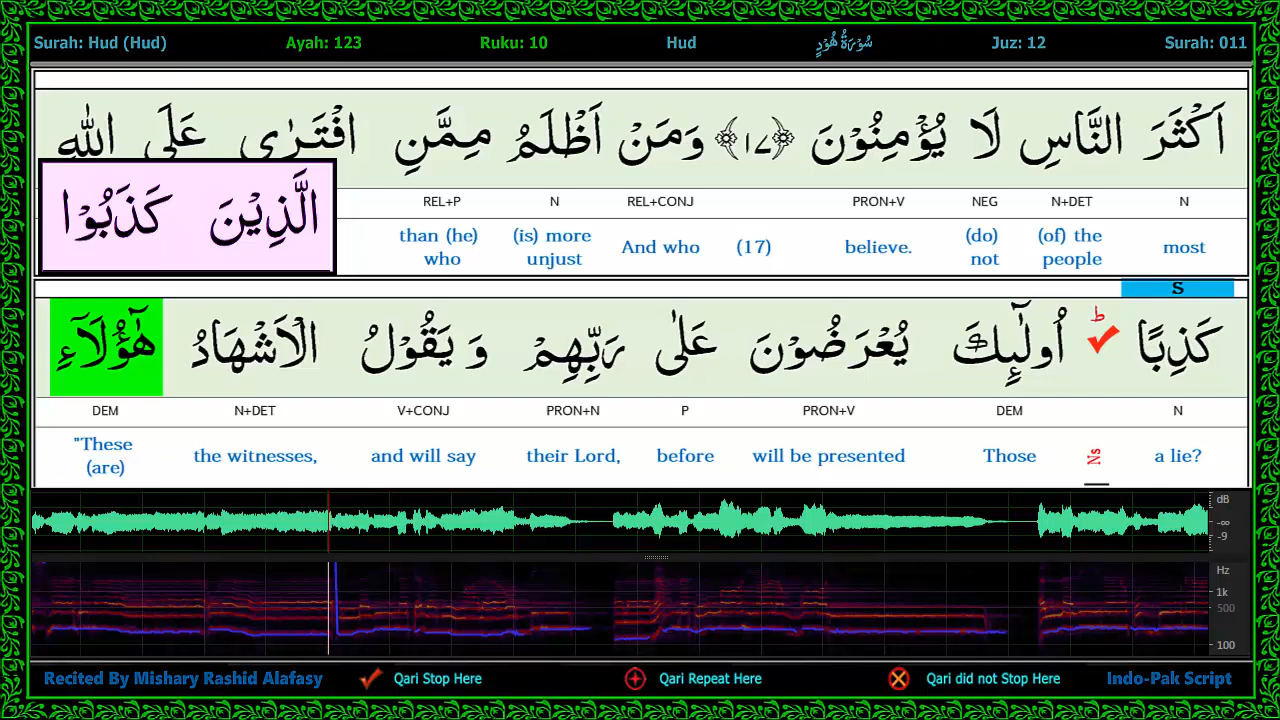 Surah: Hud (Hud) Ayah: 123 Ruku: 10 Hud سُوْرَةُ هُوْدٍ Juz: 12 Surah: 011
اَكْثَرَ النَّاسِ لَا يُؤْمِنُوْنَ ﴿١٧﴾ وَمَنْ اَظْلَمُ مِمَّنِ افْتَرٰى عَلَى اللّٰهِ
الَّذِيْنَ كَذَبُوْا
REL+P N REL+CONJ PRON+V NEG N+DET N
than (he) who (is) more unjust And who (17) believe. (do) not (of) the people most
S
كَذِبًا ط اُولٰٓئِكَ يُعْرَضُوْنَ عَلٰى رَبِّهِمْ وَ يَقُوْلُ الْاَشْهَادُ هٰٓؤُلَآءِ
DEM N+DET V+CONJ PRON+N P PRON+V DEM N
"These (are) the witnesses, and will say their Lord, before will be presented Those Ns a lie?
dB
-∞
-9
Hz
1k
500
100
Recited By Mishary Rashid Alafasy Qari Stop Here Qari Repeat Here Qari did not Stop Here Indo-Pak Script